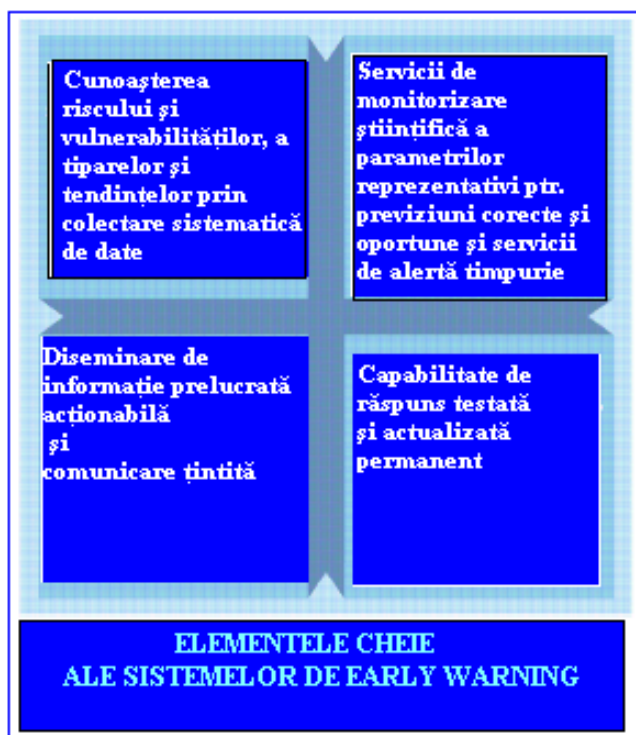 Cunoaşterea
riscului şi
vulnerabilităţilor, a
tiparelor şi
tendinţelor prin
colectare sistematică
de date
Servicii de
monitorizare
ştiinţifică a
parametrilor
reprezentativi ptr.
previziuni corecte şi
oportune şi servicii
de alertă timpurie
Diseminare de
informaţie prelucrată
acţionabilă
şi
comunicare ţintită
Capabilitate de
răspuns testată
şi actualizată
permanent
ELEMENTELE CHEIE
ALE SISTEMELOR DE EARLY WARNING